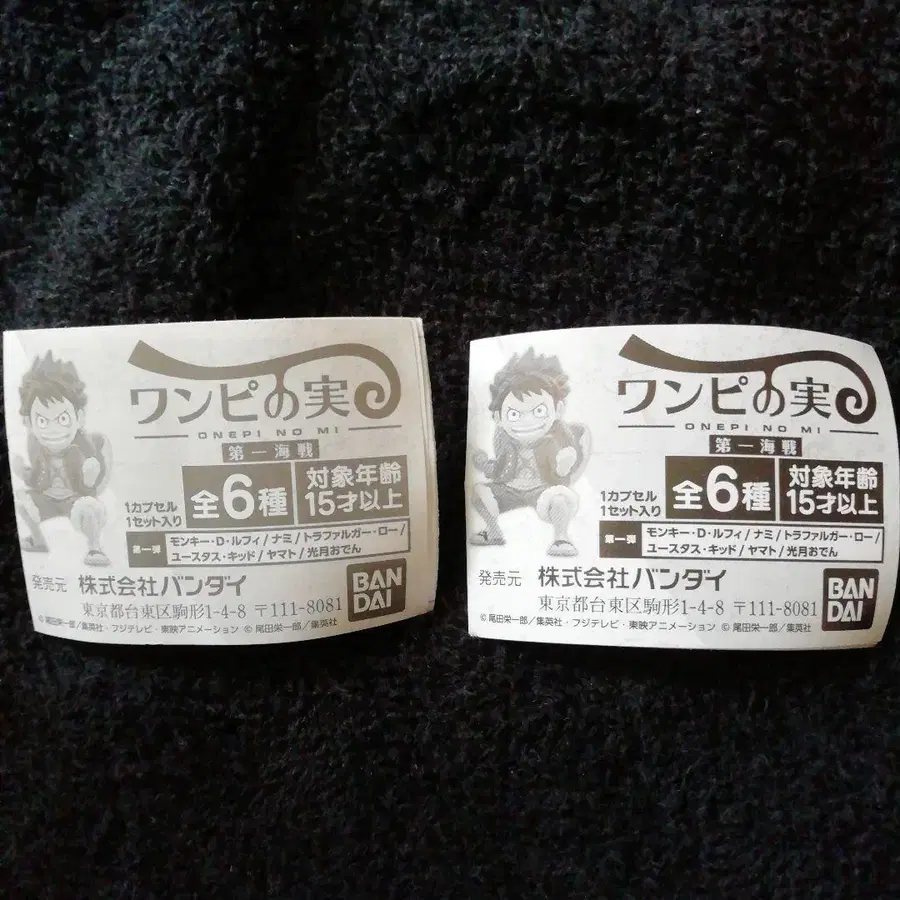 ワンピの実
ONEPI NO MI
第一海戦
1カプセル
1セット入り
全6種
対象年齢
15才以上
第一弾
モンキー・D・ルフィ/ナミ/トラファルガー・ロー/
ユースタス・キッド/ヤマト/光月おでん
発売元 株式会社バンダイ
東京都台東区駒形1-4-8 〒111-8081
BAN
DAI
©尾田栄一郎/集英社・フジテレビ・東映アニメーション ©尾田栄一郎/集英社
ワンピの実
ONEPI NO MI
第一海戦
1カプセル
1セット入り
全6種
対象年齢
15才以上
第一弾
モンキー・D・ルフィ/ナミ/トラファルガー・ロー/
ユースタス・キッド/ヤマト/光月おでん
発売元 株式会社バンダイ
東京都台東区駒形1-4-8 〒111-8081
BAN
DAI
©尾田栄一郎/集英社・フジテレビ・東映アニメーション ©尾田栄一郎/集英社